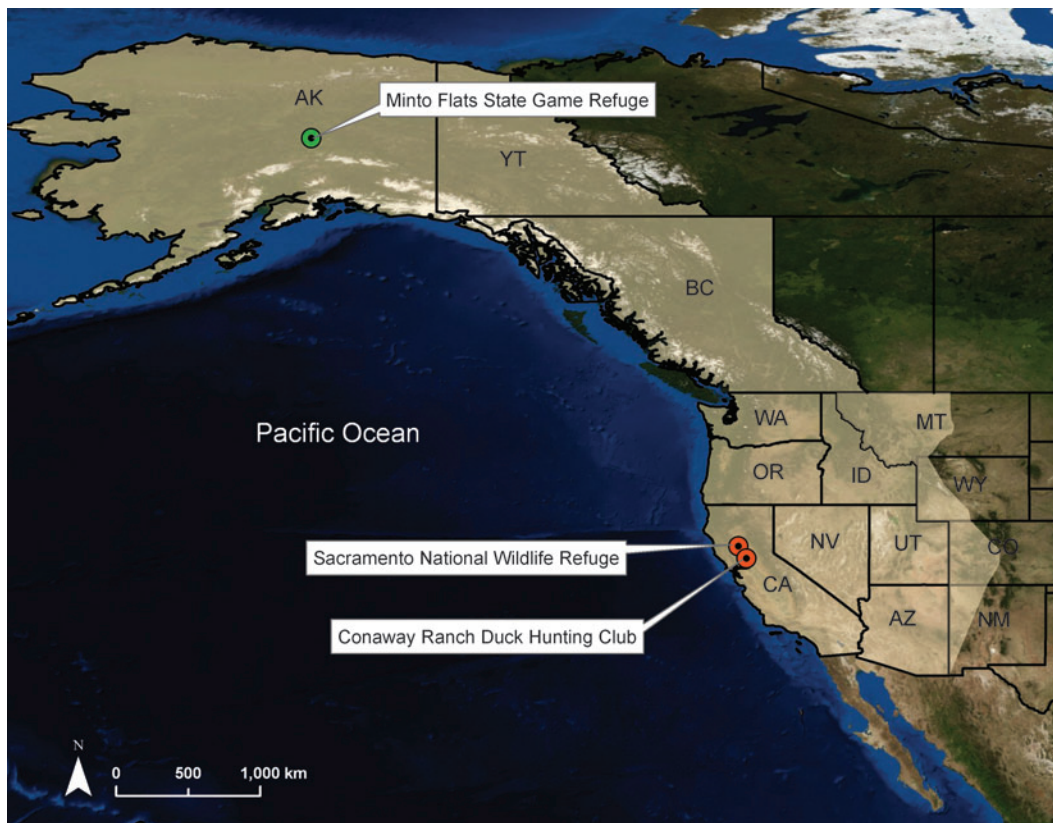 AK
Minto Flats State Game Refuge
YT
BC
Pacific Ocean
WA
MT
OR
ID
WY
Sacramento National Wildlife Refuge
NV
UT
CO
CA
Conaway Ranch Duck Hunting Club
AZ
NM
N
0 500 1,000 km